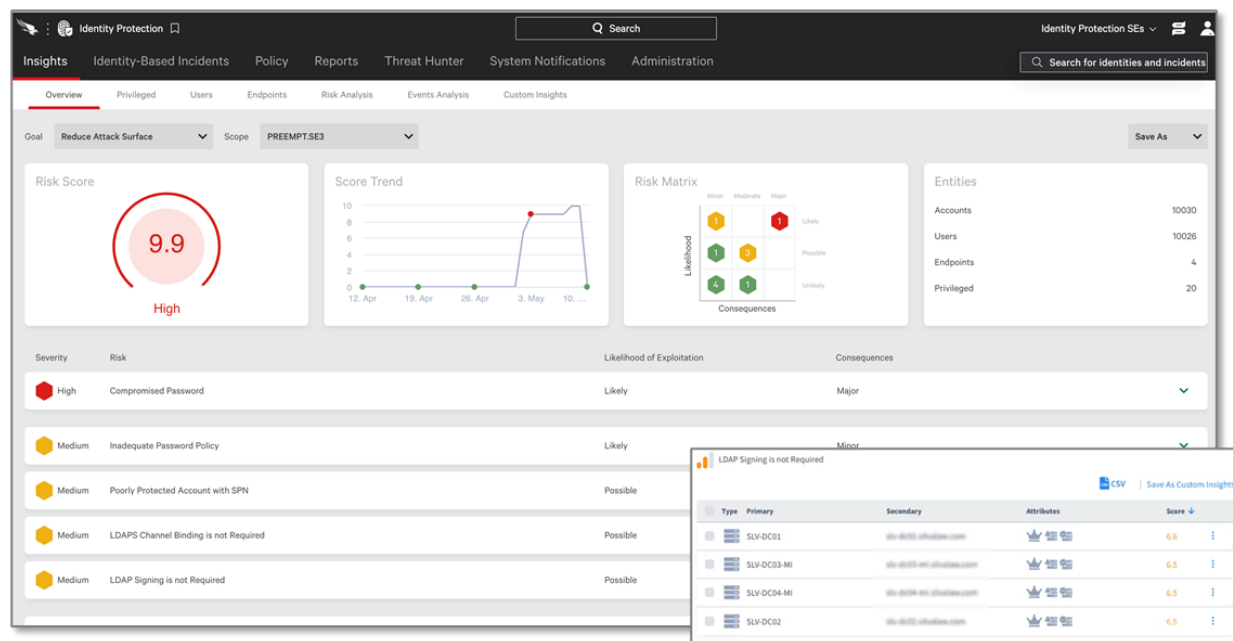 Identity Protection
Search
Identity Protection SEs
Insights Identity-Based Incidents Policy Reports Threat Hunter System Notifications Administration
Search for identities and incidents
Overview Privileged Users Endpoints Risk Analysis Events Analysis Custom Insights
Goal Reduce Attack Surface Scope PREEMPT.SE3 Save As
Risk Score
9.9
High
Score Trend
10
8
6
4
2
0
12. Apr 19. Apr 26. Apr 3. May 10. ...
Risk Matrix
Minor Moderate Major
1 1 Likely
1 3 Possible
4 1 Unlikely
Likelihood
Consequences
Entities
Accounts 10030
Users 10026
Endpoints 4
Privileged 20
Severity Risk Likelihood of Exploitation Consequences
High Compromised Password Likely Major
Medium Inadequate Password Policy Likely Minor
Medium Poorly Protected Account with SPN Possible
Medium LDAPS Channel Binding is not Required Possible
Medium LDAP Signing is not Required Possible
LDAP Signing is not Required
CSV | Save As Custom Insights
Type Primary Secondary Attributes Score
SLV-DC01 6.6
SLV-DC03-MI 6.5
SLV-DC04-MI 6.5
SLV-DC02 6.5